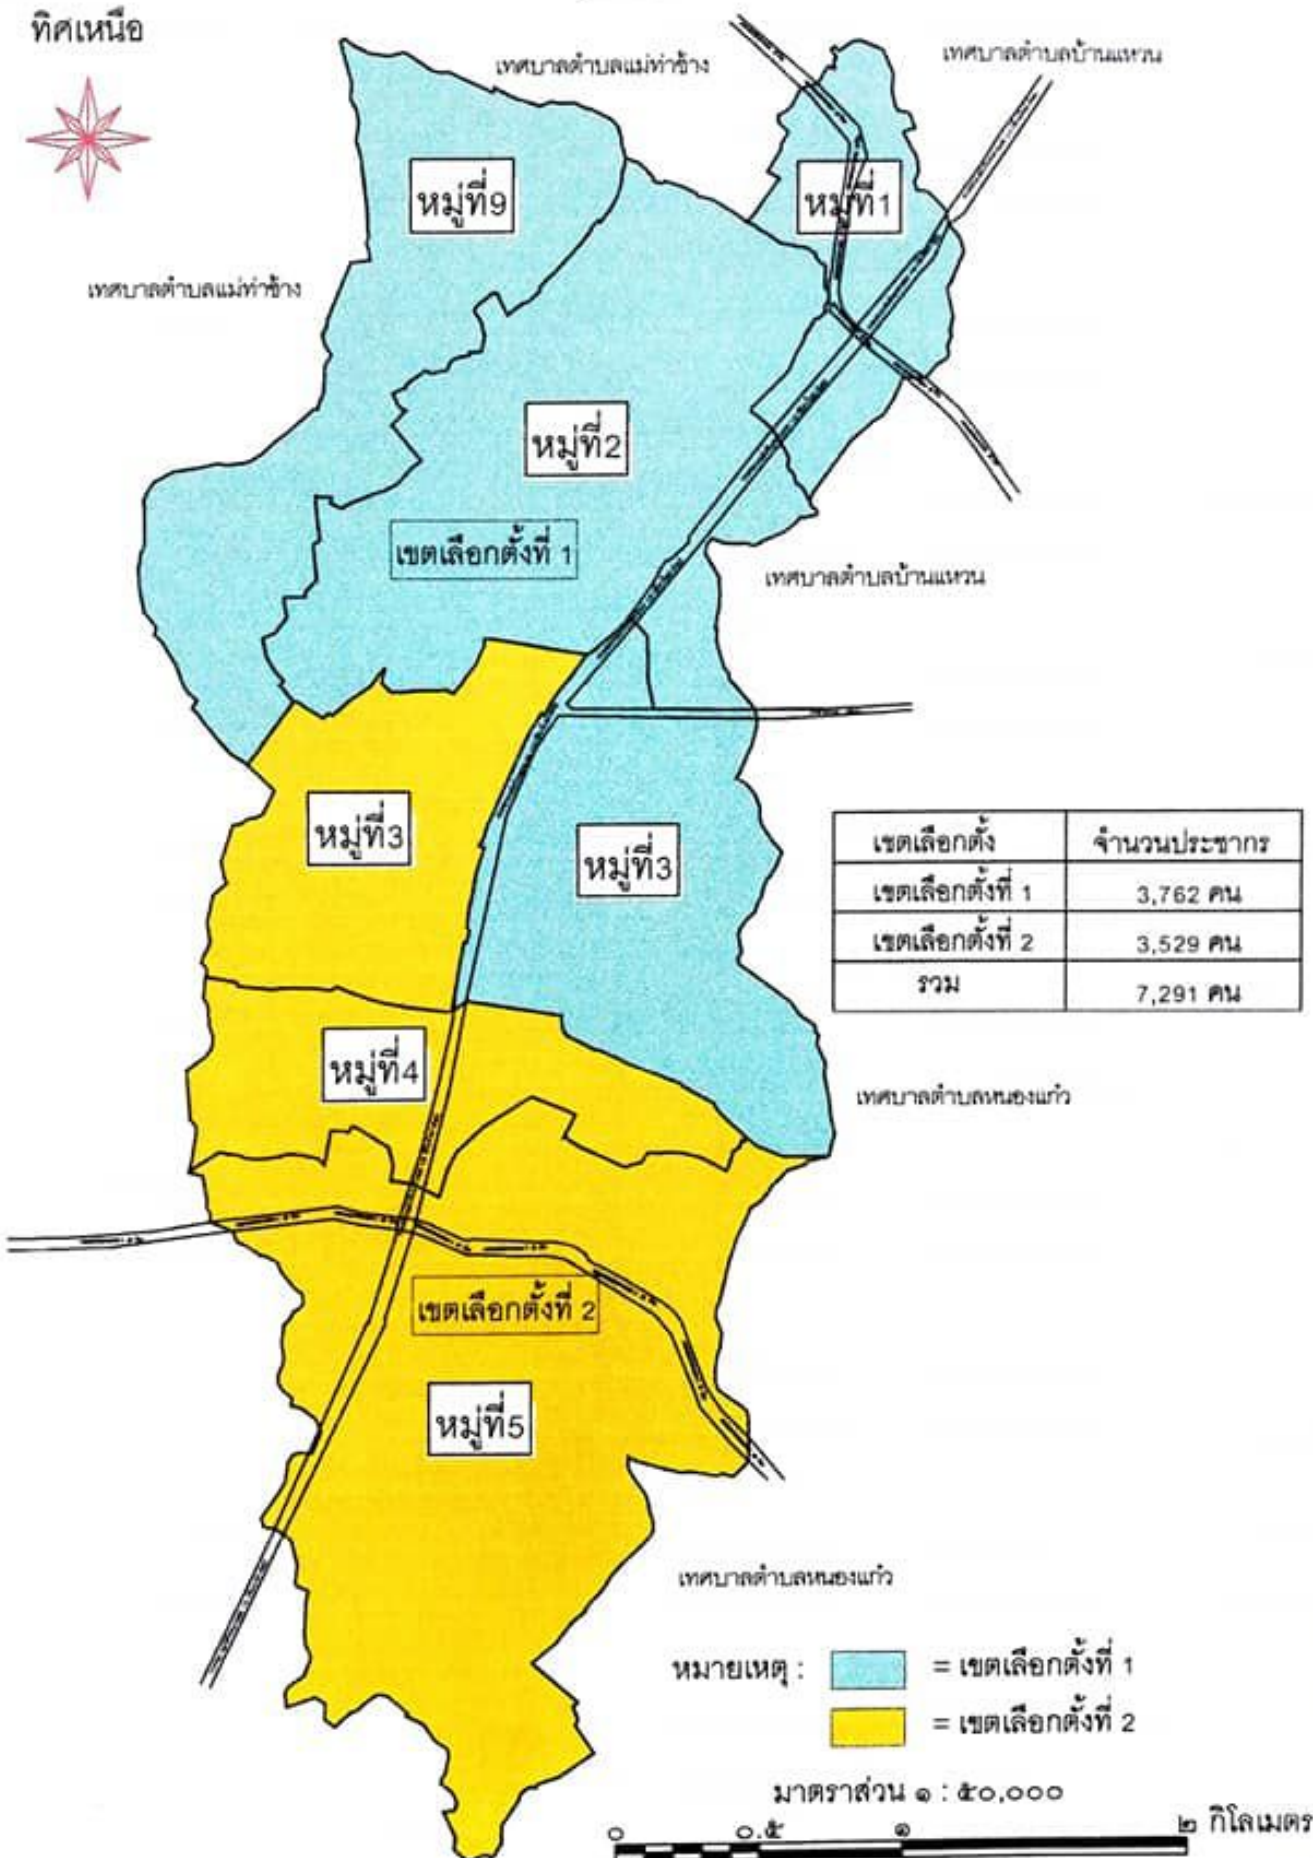 ทิศเหนือ
เทศบาลตำบลแม่ท่าช้าง
เทศบาลตำบลบ้านแหวน
หมู่ที่9
หมู่ที่1
เทศบาลตำบลแม่ท่าช้าง
หมู่ที่2
เขตเลือกตั้งที่ 1
เทศบาลตำบลบ้านแหวน
หมู่ที่3
หมู่ที่3
เขตเลือกตั้ง จำนวนประชากร
เขตเลือกตั้งที่ 1 3,762 คน
เขตเลือกตั้งที่ 2 3,529 คน
รวม 7,291 คน
หมู่ที่4
เทศบาลตำบลหนองแก๋ว
เขตเลือกตั้งที่ 2
หมู่ที่5
เทศบาลตำบลหนองแก๋ว
หมายเหตุ : = เขตเลือกตั้งที่ 1
= เขตเลือกตั้งที่ 2
มาตราส่วน ๑ : ๕๐,๐๐๐
๐ ๐.๕ ๑ ๒ กิโลเมตร